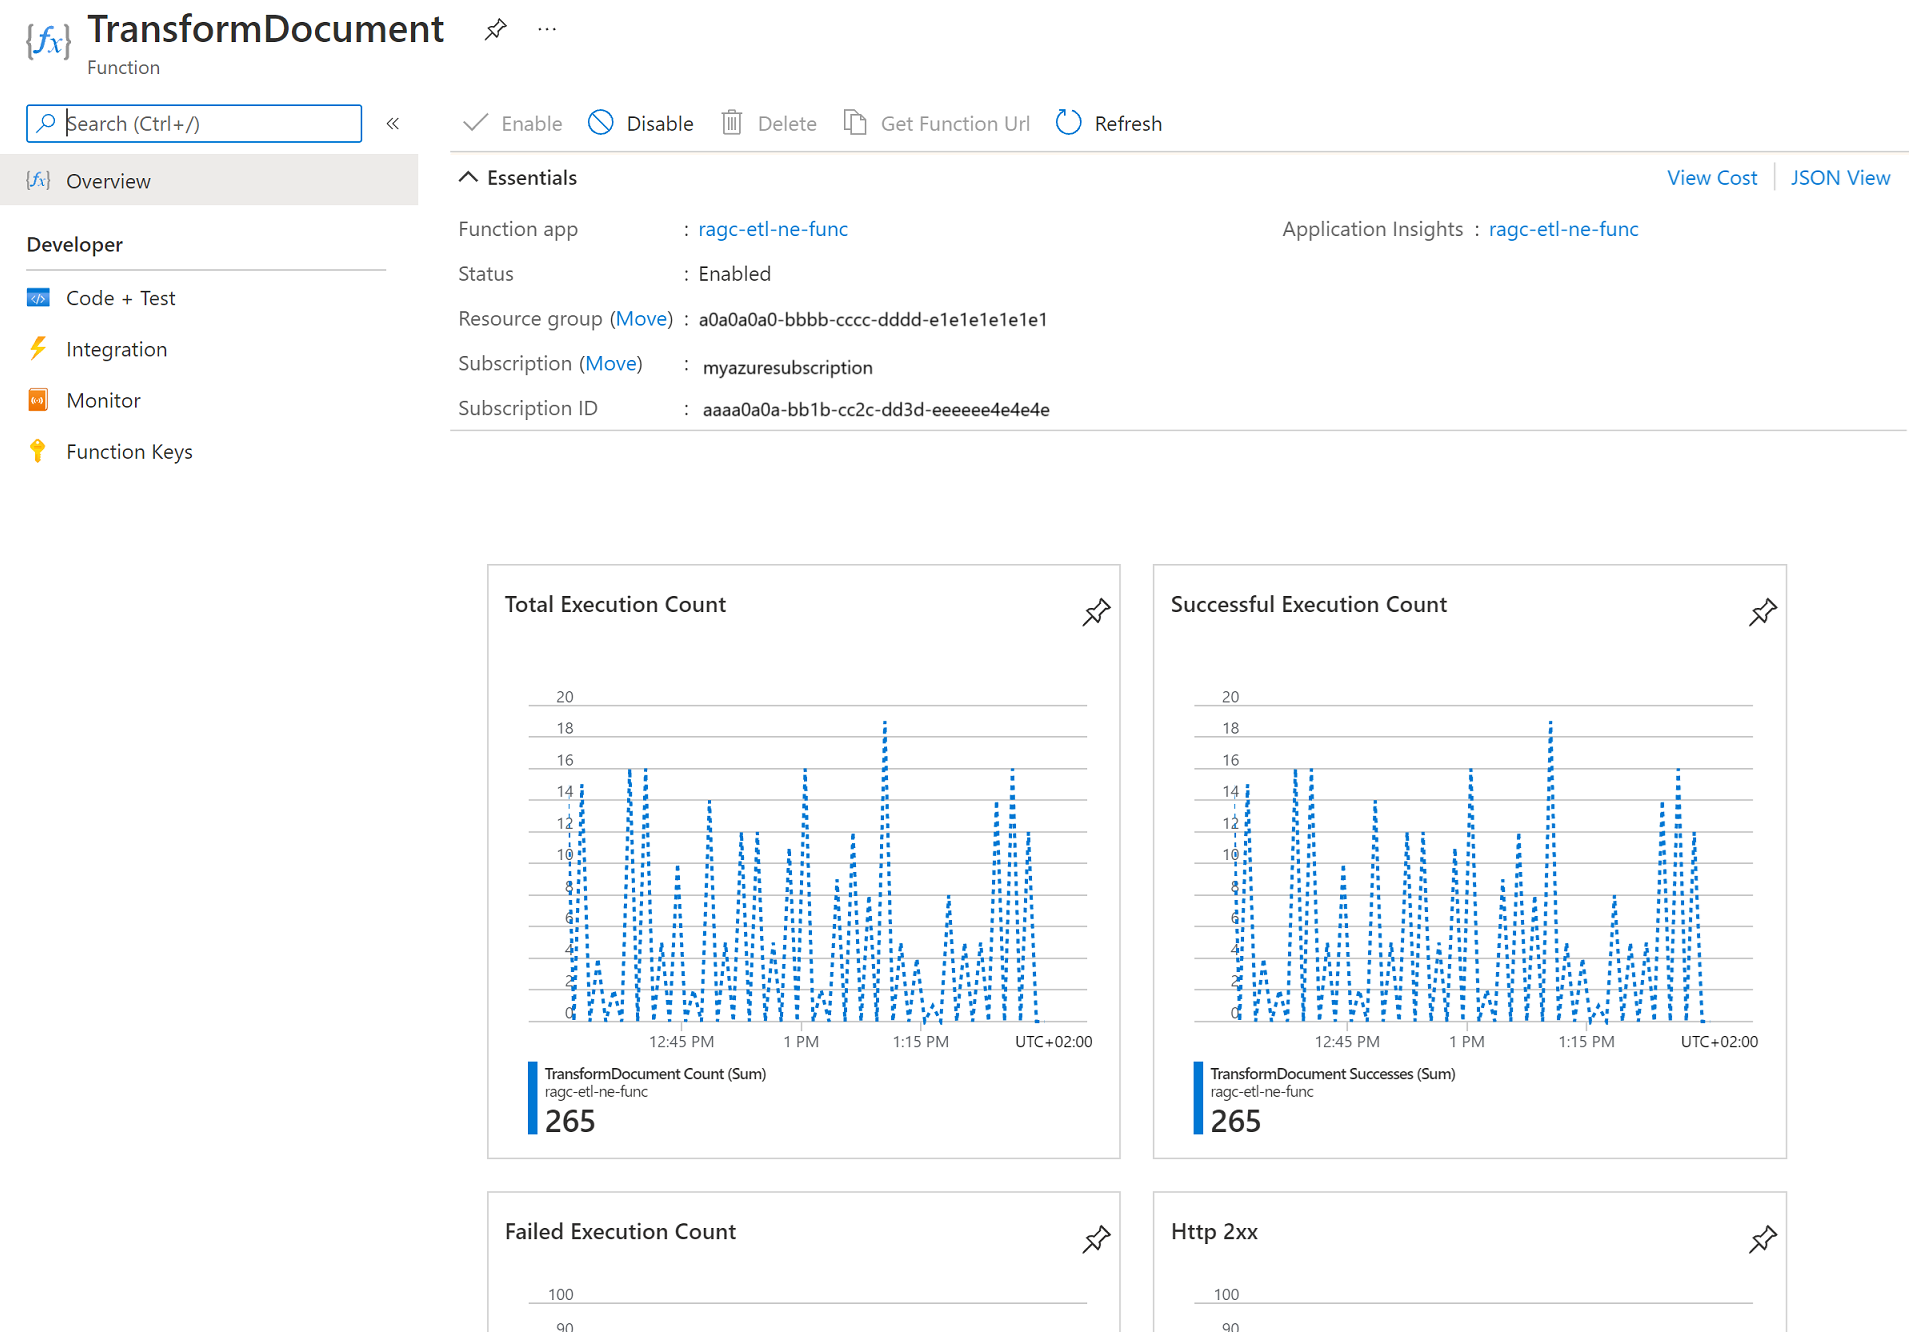 TransformDocument
Function
Search (Ctrl+/)
«
Enable Disable Delete Get Function Url Refresh
Overview
Essentials
View Cost JSON View
Developer
Code + Test
Integration
Monitor
Function Keys
Function app : ragc-etl-ne-func
Application Insights : ragc-etl-ne-func
Status : Enabled
Resource group (Move) : a0a0a0a0-bbbb-cccc-dddd-e1e1e1e1e1e1
Subscription (Move) : myazuresubscription
Subscription ID : aaaa0a0a-bb1b-cc2c-dd3d-eeeeee4e4e4e
Total Execution Count
20
18
16
14
12
10
8
6
4
2
0
12:45 PM 1 PM 1:15 PM UTC+02:00
TransformDocument Count (Sum)
ragc-etl-ne-func
265
Successful Execution Count
20
18
16
14
12
10
8
6
4
2
0
12:45 PM 1 PM 1:15 PM UTC+02:00
TransformDocument Successes (Sum)
ragc-etl-ne-func
265
Failed Execution Count
100
90
Http 2xx
100
90